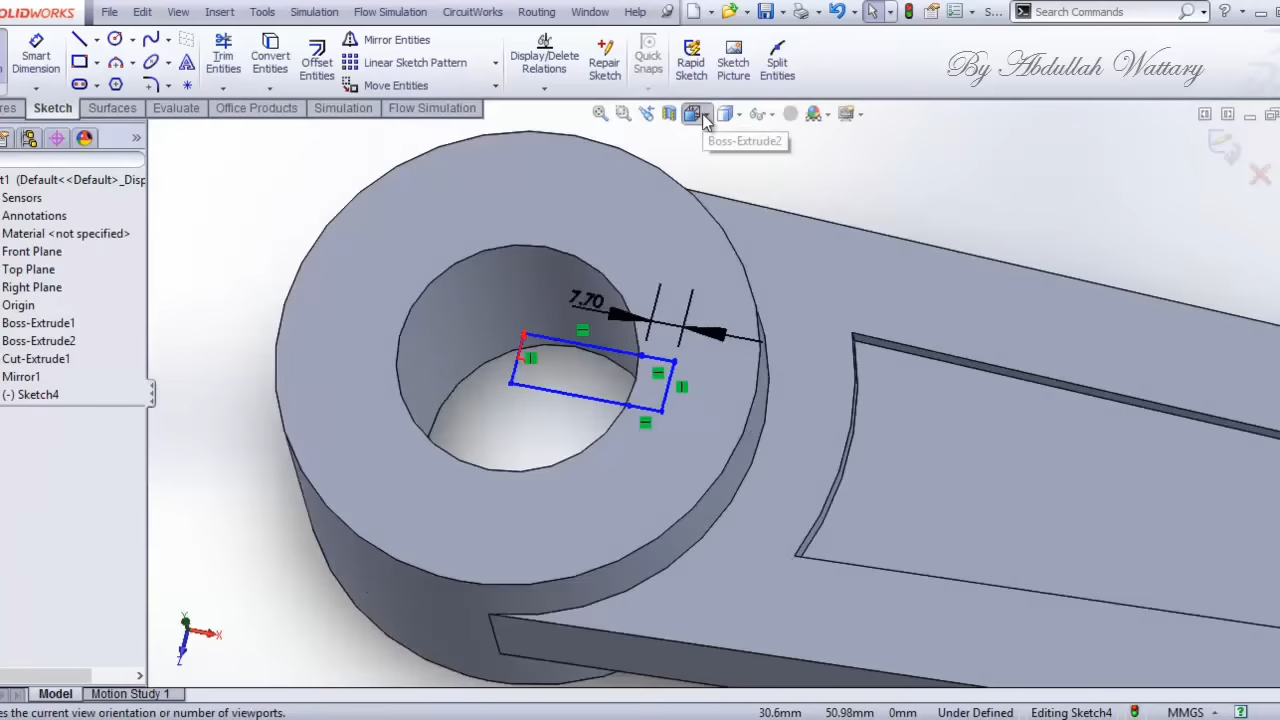 SOLIDWORKS File Edit View Insert Tools Simulation Flow Simulation CircuitWorks Routing Window Help S... Search Commands ?
Smart Dimension
Trim Entities
Convert Entities
Offset Entities
Mirror Entities
Linear Sketch Pattern
Move Entities
Display/Delete Relations
Repair Sketch
Quick Snaps
Rapid Sketch
Sketch Picture
Split Entities
By Abdullah Wattary
res Sketch Surfaces Evaluate Office Products Simulation Flow Simulation
Boss-Extrude2
t1 (Default<<Default>_Disp
Sensors
Annotations
Material <not specified>
Front Plane
Top Plane
Right Plane
Origin
Boss-Extrude1
Boss-Extrude2
Cut-Extrude1
Mirror1
(-) Sketch4
7.70
Y
X
Z
Model Motion Study 1
es the current view orientation or number of viewports. 30.6mm 50.98mm 0mm Under Defined Editing Sketch4 MMGS ?